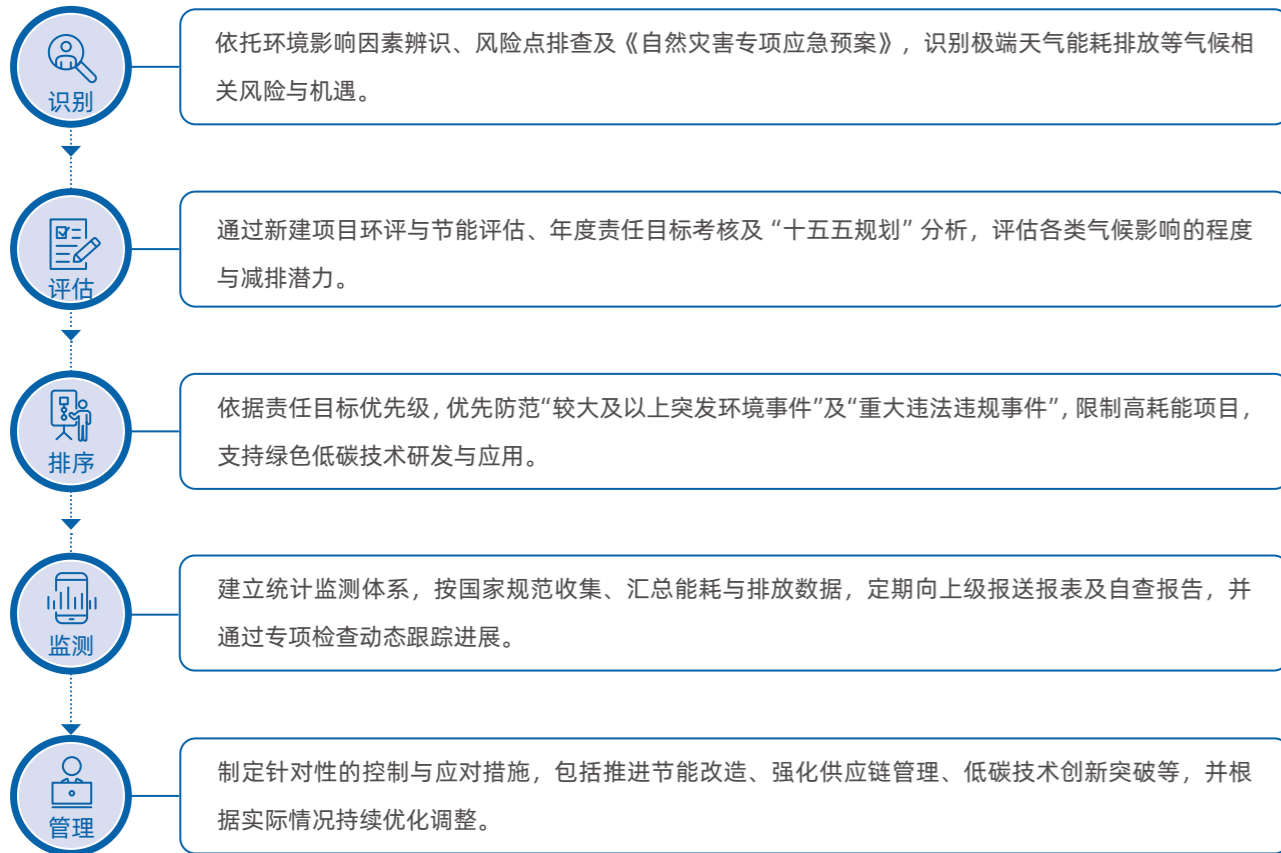 识别
依托环境影响因素辨识、风险点排查及《自然灾害专项应急预案》，识别极端天气能耗排放等气候相
关风险与机遇。
评估
通过新建项目环评与节能评估、年度责任目标考核及“十五五规划”分析，评估各类气候影响的程度
与减排潜力。
排序
依据责任目标优先级，优先防范“较大及以上突发环境事件”及“重大违法违规事件”，限制高耗能项目，
支持绿色低碳技术研发与应用。
监测
建立统计监测体系，按国家规范收集、汇总能耗与排放数据，定期向上级报送报表及自查报告，并
通过专项检查动态跟踪进展。
管理
制定针对性的控制与应对措施，包括推进节能改造、强化供应链管理、低碳技术创新突破等，并根
据实际情况持续优化调整。